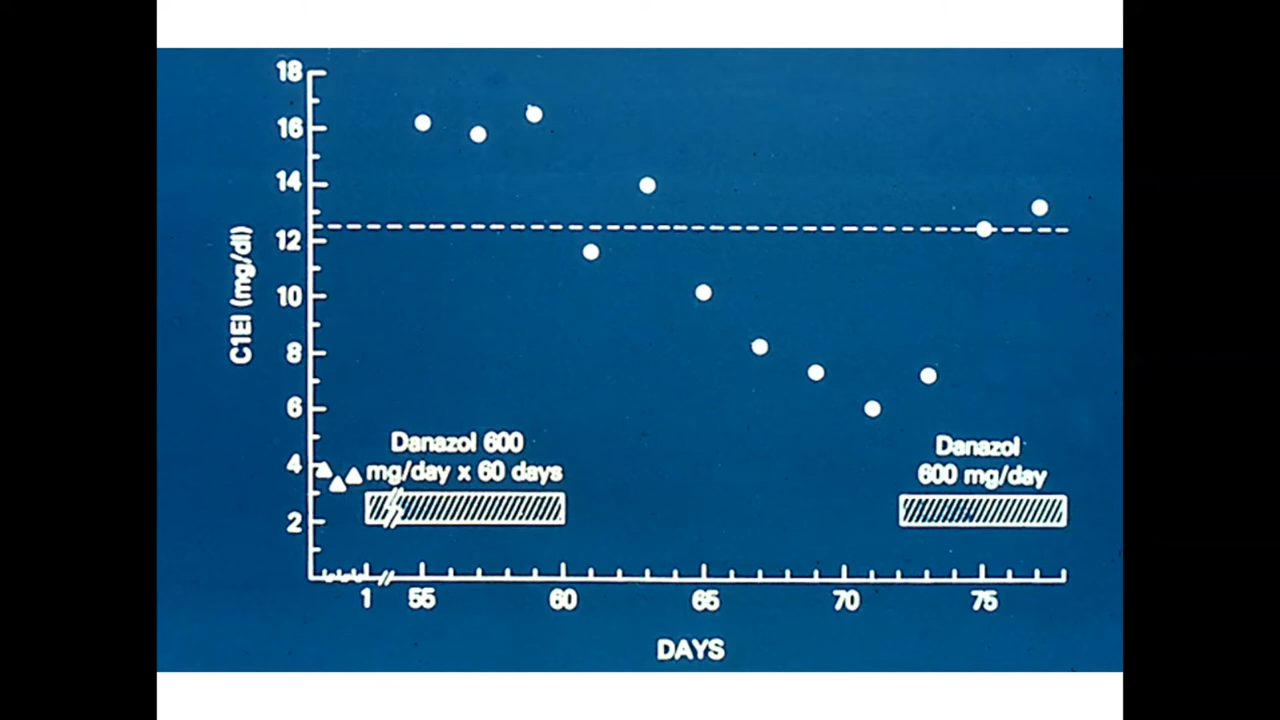 18
16
14
12
10
8
6
4
2
C1EI (mg/dl)
Danazol 600
mg/day x 60 days
Danazol
600 mg/day
1 55 60 65 70 75
DAYS